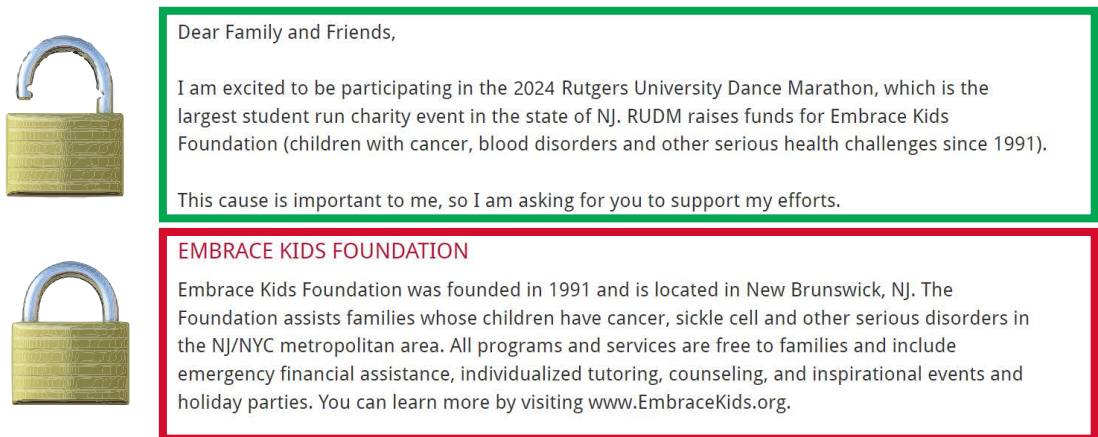 Dear Family and Friends,
I am excited to be participating in the 2024 Rutgers University Dance Marathon, which is the
largest student run charity event in the state of NJ. RUDM raises funds for Embrace Kids
Foundation (children with cancer, blood disorders and other serious health challenges since 1991).
This cause is important to me, so I am asking for you to support my efforts.
EMBRACE KIDS FOUNDATION
Embrace Kids Foundation was founded in 1991 and is located in New Brunswick, NJ. The
Foundation assists families whose children have cancer, sickle cell and other serious disorders in
the NJ/NYC metropolitan area. All programs and services are free to families and include
emergency financial assistance, individualized tutoring, counseling, and inspirational events and
holiday parties. You can learn more by visiting www.EmbraceKids.org.